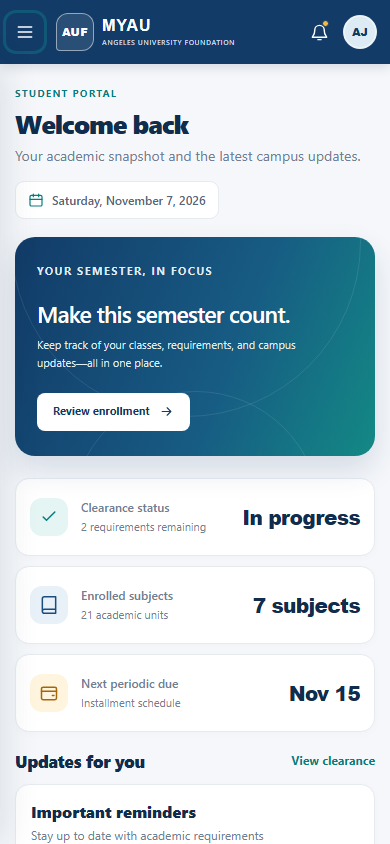 AUF
MYAU
ANGELES UNIVERSITY FOUNDATION
AJ
STUDENT PORTAL
Welcome back
Your academic snapshot and the latest campus updates.
Saturday, November 7, 2026
YOUR SEMESTER, IN FOCUS
Make this semester count.
Keep track of your classes, requirements, and campus
updates—all in one place.
Review enrollment
Clearance status
2 requirements remaining
In progress
Enrolled subjects
21 academic units
7 subjects
Next periodic due
Installment schedule
Nov 15
Updates for you
View clearance
Important reminders
Stay up to date with academic requirements